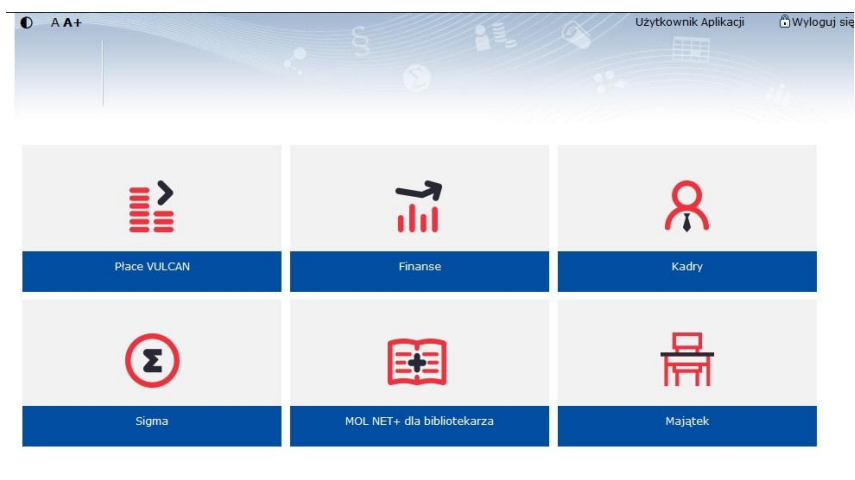 A A+
Użytkownik Aplikacji
Wyloguj się
Płace VULCAN
Finanse
Kadry
Sigma
MOL NET+ dla bibliotekarza
Majątek